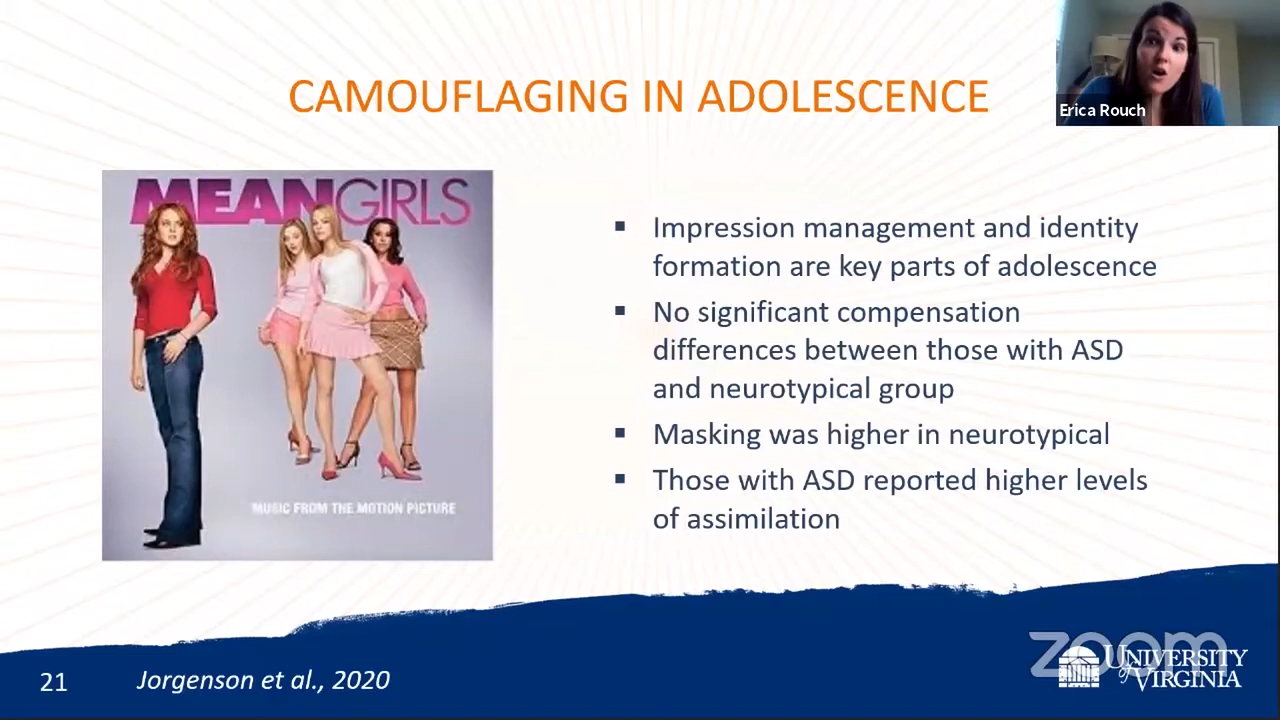 CAMOUFLAGING IN ADOLESCENCE
Erica Rouch
MEAN GIRLS
MUSIC FROM THE MOTION PICTURE
▪ Impression management and identity
formation are key parts of adolescence
▪ No significant compensation
differences between those with ASD
and neurotypical group
▪ Masking was higher in neurotypical
▪ Those with ASD reported higher levels
of assimilation
21
Jorgenson et al., 2020
zoom
UNIVERSITY
of VIRGINIA